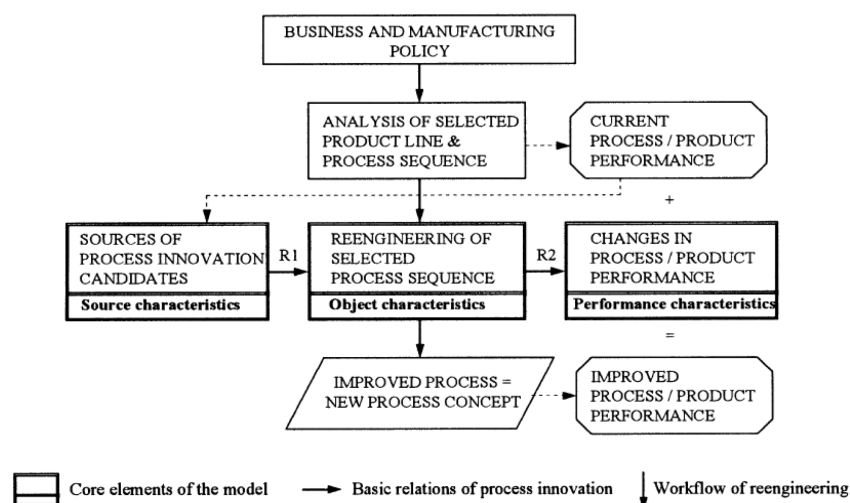 BUSINESS AND MANUFACTURING
POLICY
ANALYSIS OF SELECTED
PRODUCT LINE &
PROCESS SEQUENCE
CURRENT
PROCESS / PRODUCT
PERFORMANCE
+
SOURCES OF
PROCESS INNOVATION
CANDIDATES
Source characteristics
R1
REENGINEERING OF
SELECTED
PROCESS SEQUENCE
Object characteristics
R2
CHANGES IN
PROCESS / PRODUCT
PERFORMANCE
Performance characteristics
=
IMPROVED PROCESS =
NEW PROCESS CONCEPT
IMPROVED
PROCESS / PRODUCT
PERFORMANCE
Core elements of the model
Basic relations of process innovation
Workflow of reengineering